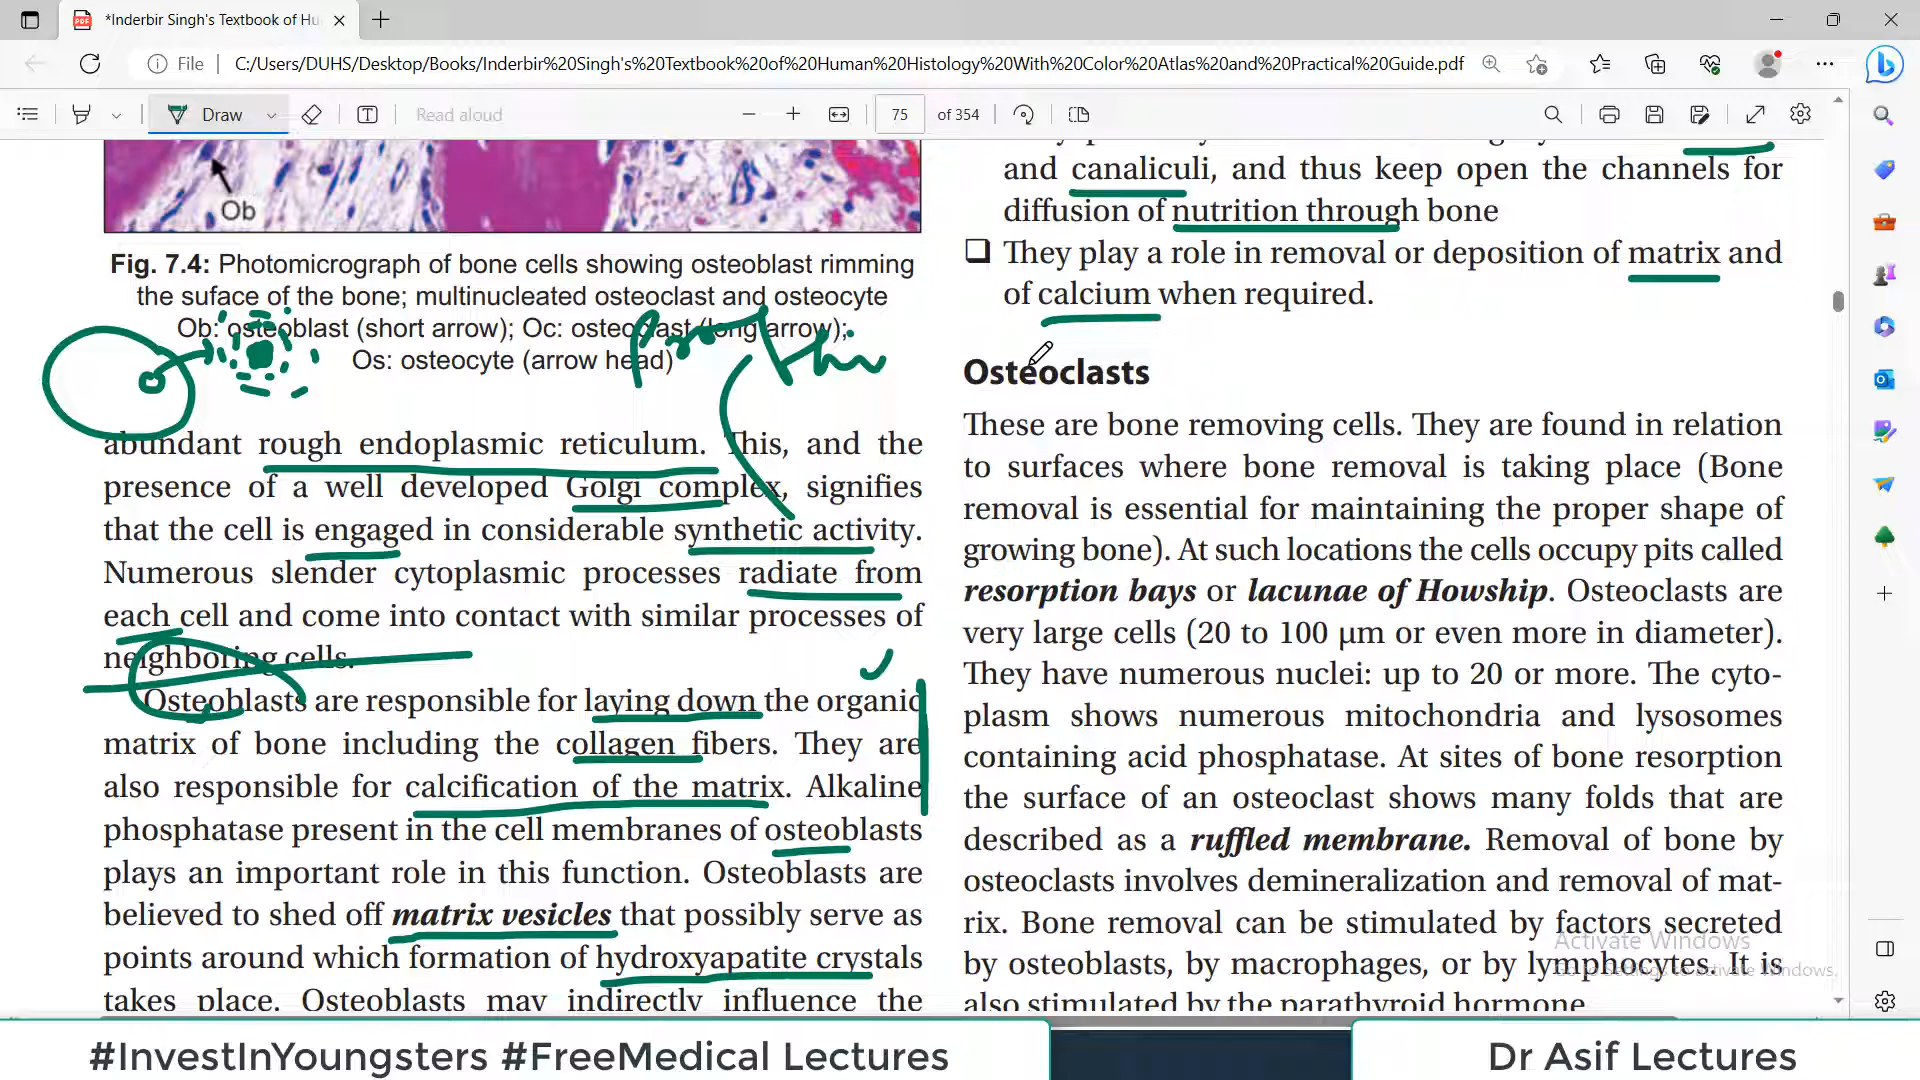 *Inderbir Singh's Textbook of Hu
File
C:/Users/DUHS/Desktop/Books/Inderbir%20Singh's%20Textbook%20of%20Human%20Histology%20With%20Color%20Atlas%20and%20Practical%20Guide.pdf
Draw
Read aloud
75
of 354
Ob
Fig. 7.4: Photomicrograph of bone cells showing osteoblast rimming
the suface of the bone; multinucleated osteoclast and osteocyte
Ob: osteoblast (short arrow); Oc: osteoclast (long arrow);
Os: osteocyte (arrow head)
abundant rough endoplasmic reticulum. This, and the
presence of a well developed Golgi complex, signifies
that the cell is engaged in considerable synthetic activity.
Numerous slender cytoplasmic processes radiate from
each cell and come into contact with similar processes of
neighboring cells.
Osteoblasts are responsible for laying down the organic
matrix of bone including the collagen fibers. They are
also responsible for calcification of the matrix. Alkaline
phosphatase present in the cell membranes of osteoblasts
plays an important role in this function. Osteoblasts are
believed to shed off matrix vesicles that possibly serve as
points around which formation of hydroxyapatite crystals
takes place. Osteoblasts may indirectly influence the
and canaliculi, and thus keep open the channels for
diffusion of nutrition through bone
❑ They play a role in removal or deposition of matrix and
of calcium when required.
Osteoclasts
These are bone removing cells. They are found in relation
to surfaces where bone removal is taking place (Bone
removal is essential for maintaining the proper shape of
growing bone). At such locations the cells occupy pits called
resorption bays or lacunae of Howship. Osteoclasts are
very large cells (20 to 100 µm or even more in diameter).
They have numerous nuclei: up to 20 or more. The cyto-
plasm shows numerous mitochondria and lysosomes
containing acid phosphatase. At sites of bone resorption
the surface of an osteoclast shows many folds that are
described as a ruffled membrane. Removal of bone by
osteoclasts involves demineralization and removal of mat-
rix. Bone removal can be stimulated by factors secreted
by osteoblasts, by macrophages, or by lymphocytes. It is
also stimulated by the parathyroid hormone.
Activate Windows
Go to Settings to activate Windows.
#InvestInYoungsters #FreeMedical Lectures
Dr Asif Lectures